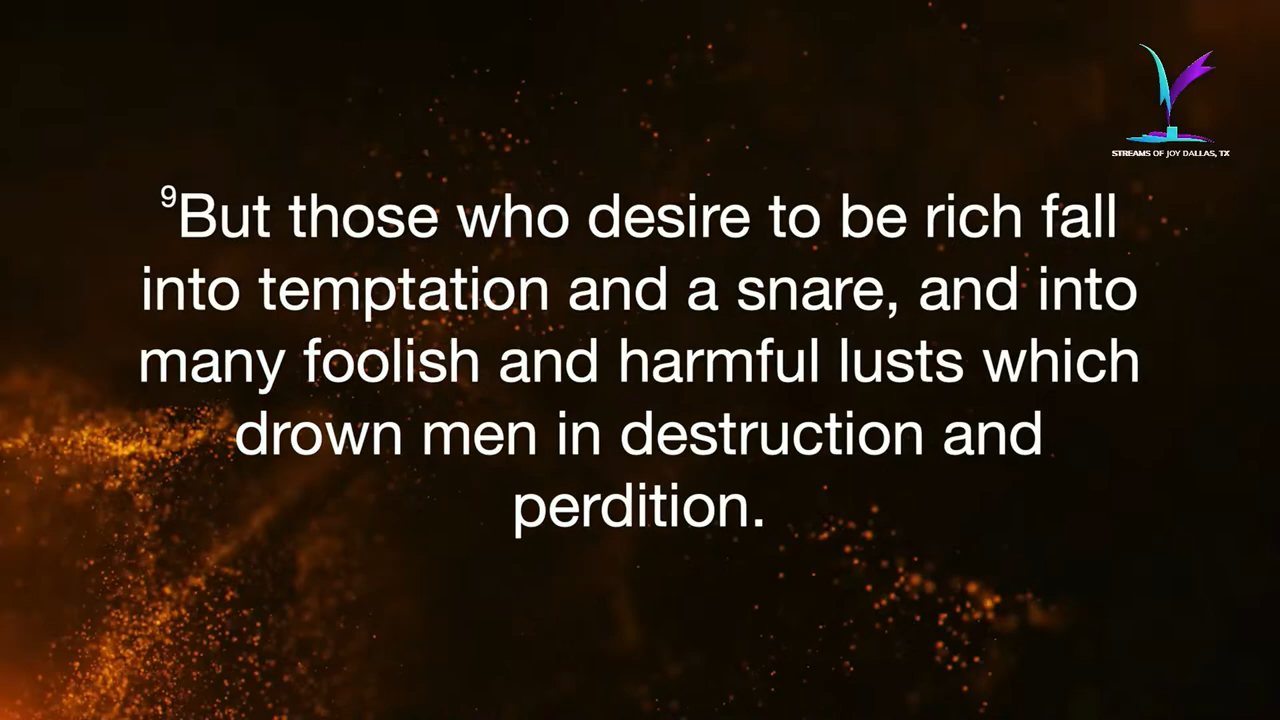 STREAMS OF JOY DALLAS, TX
⁹But those who desire to be rich fall
into temptation and a snare, and into
many foolish and harmful lusts which
drown men in destruction and
perdition.